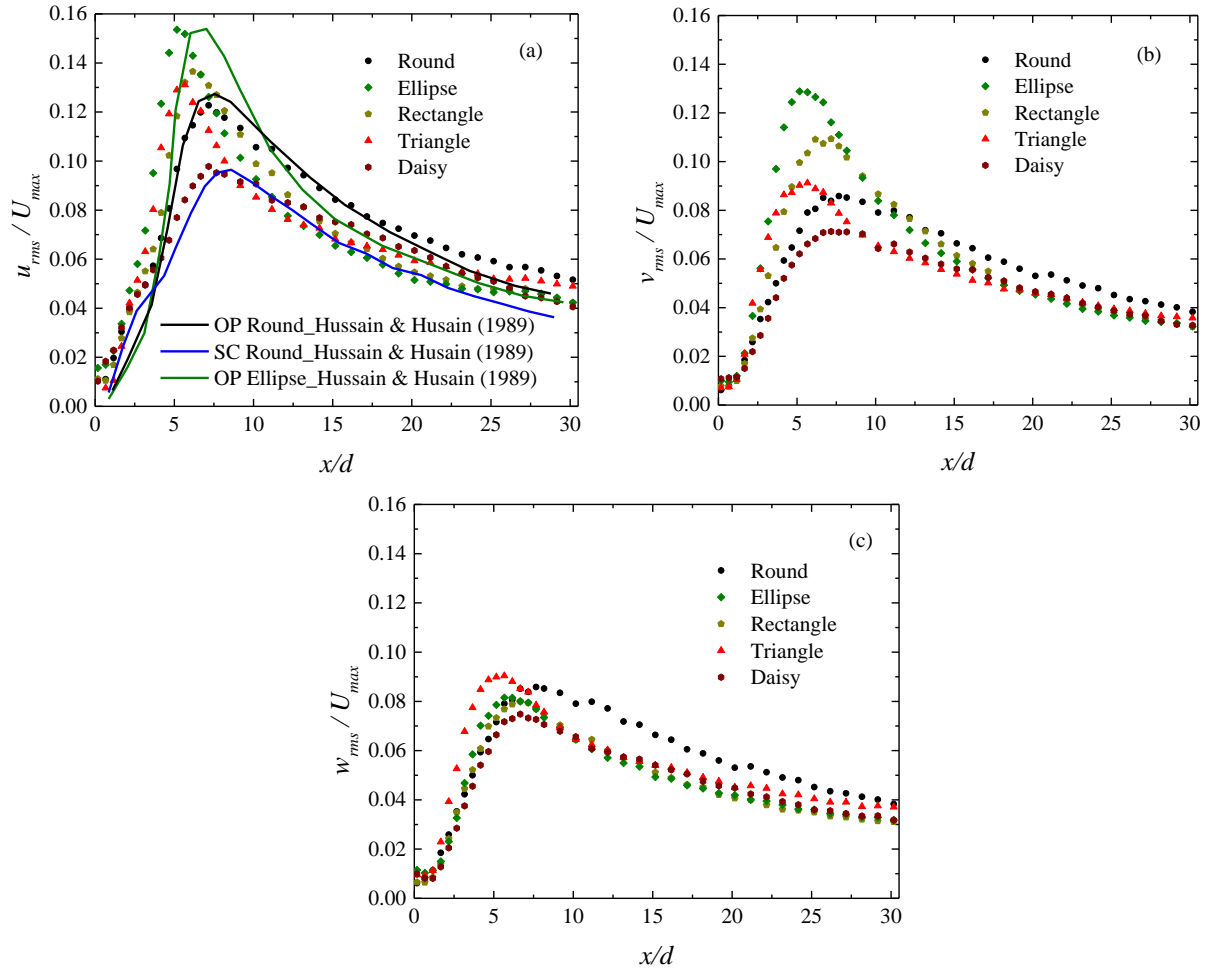 (a)
Round
Ellipse
Rectangle
Triangle
Daisy
OP Round_Hussain & Husain (1989)
SC Round_Hussain & Husain (1989)
OP Ellipse_Hussain & Husain (1989)
0.16
0.14
0.12
0.10
0.08
0.06
0.04
0.02
0.00
u_rms / U_max
0 5 10 15 20 25 30
x/d
(b)
Round
Ellipse
Rectangle
Triangle
Daisy
0.16
0.14
0.12
0.10
0.08
0.06
0.04
0.02
0.00
v_rms / U_max
0 5 10 15 20 25 30
x/d
(c)
Round
Ellipse
Rectangle
Triangle
Daisy
0.16
0.14
0.12
0.10
0.08
0.06
0.04
0.02
0.00
w_rms / U_max
0 5 10 15 20 25 30
x/d